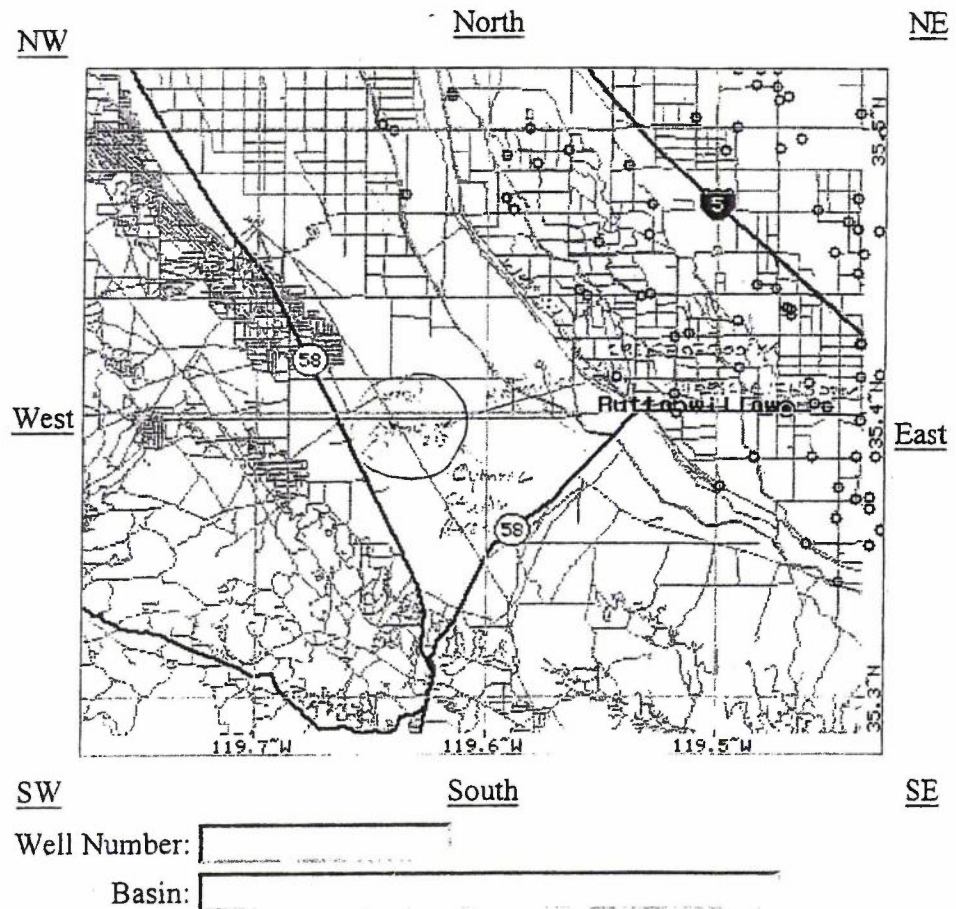 North
NW
NE
5
35.5~N
58
Buttonwillow
35.4~N
West
East
Cymric
58
35.3~N
119.7~W
119.6~W
119.5~W
SW
South
SE
Well Number:
Basin: